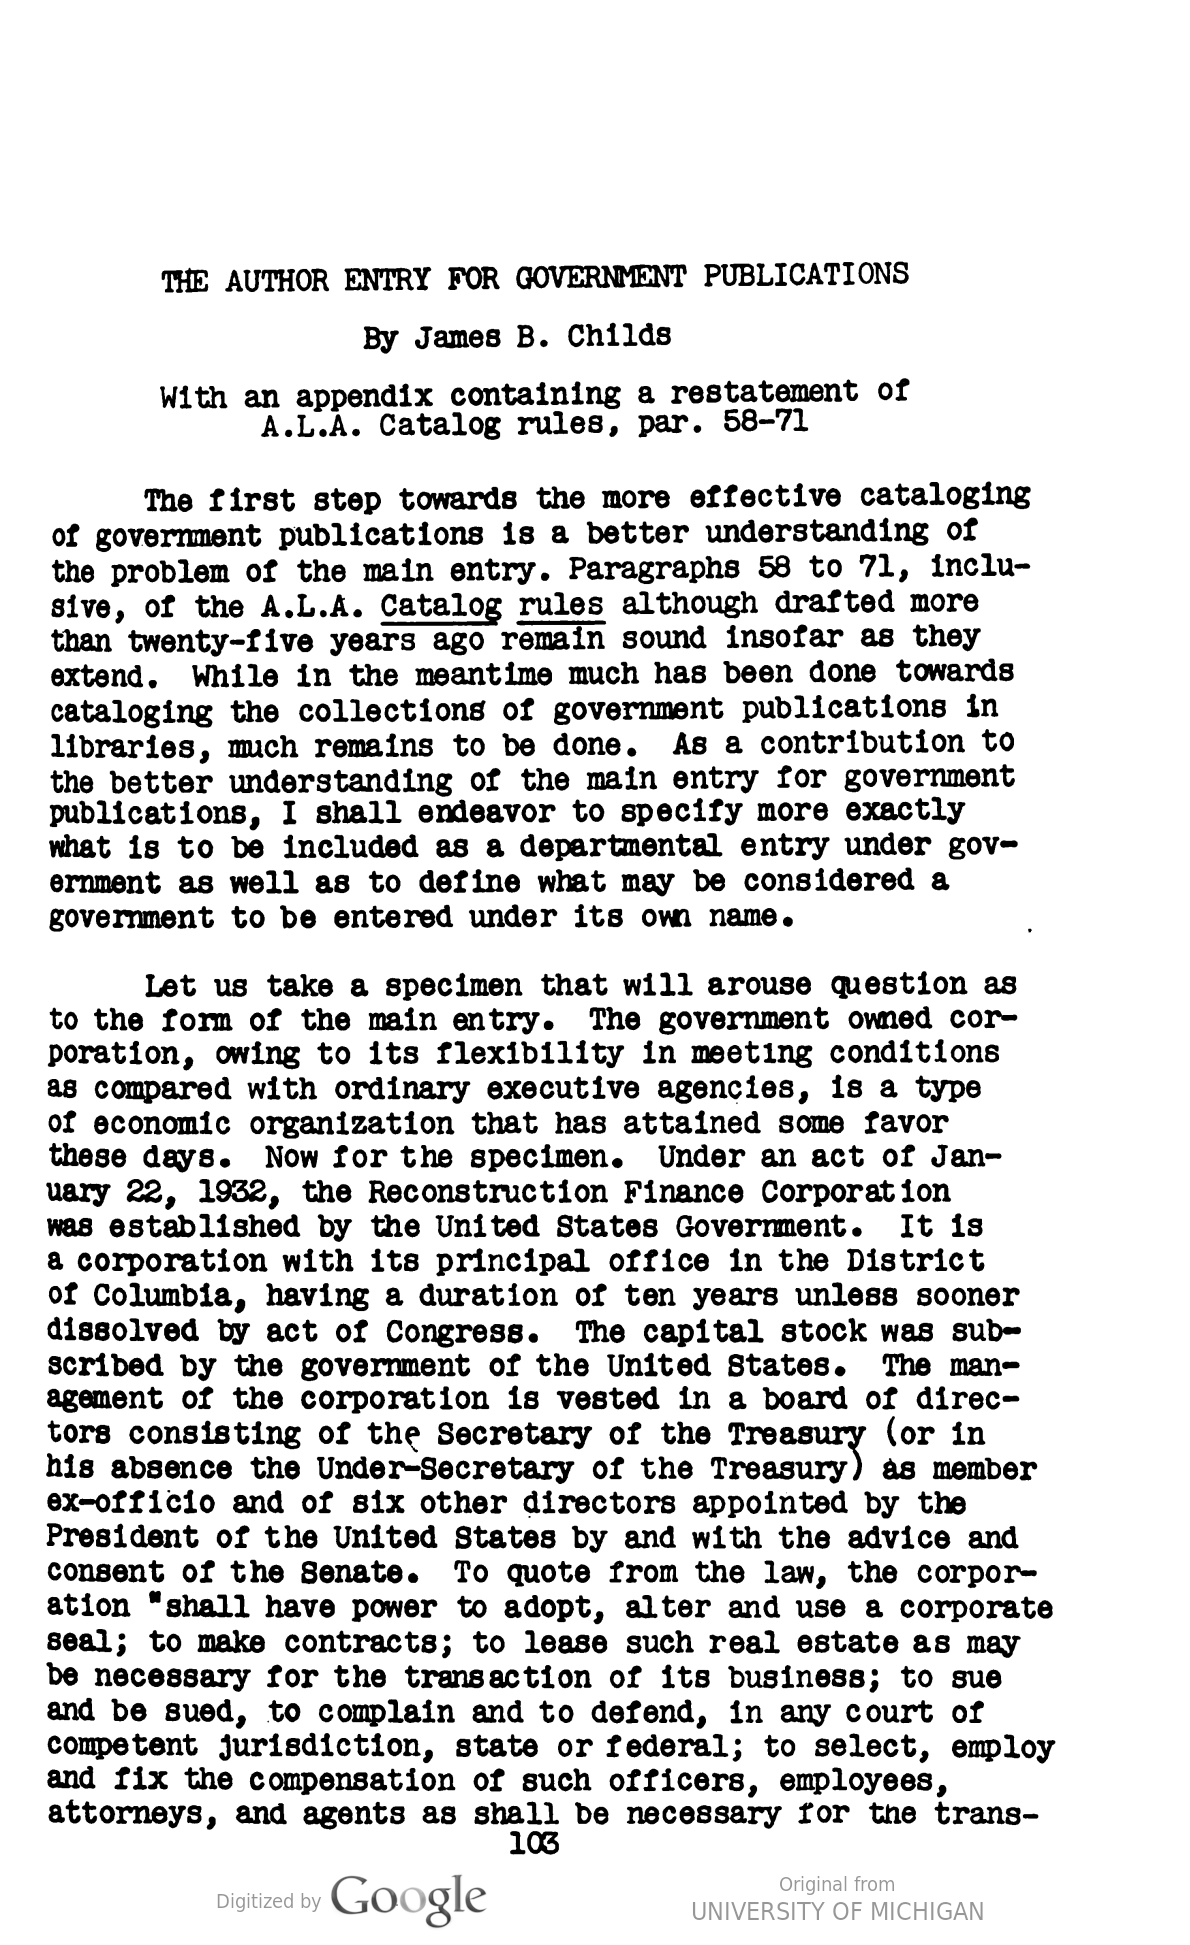 THE AUTHOR ENTRY FOR GOVERNMENT PUBLICATIONS
By James B. Childs
With an appendix containing a restatement of
A.L.A. Catalog rules, par. 58-71
The first step towards the more effective cataloging
of government publications is a better understanding of
the problem of the main entry. Paragraphs 58 to 71, inclu-
sive, of the A.L.A. Catalog rules although drafted more
than twenty-five years ago remain sound insofar as they
extend. While in the meantime much has been done towards
cataloging the collections of government publications in
libraries, much remains to be done. As a contribution to
the better understanding of the main entry for government
publications, I shall endeavor to specify more exactly
what is to be included as a departmental entry under gov-
ernment as well as to define what may be considered a
government to be entered under its own name.
Let us take a specimen that will arouse question as
to the form of the main entry. The government owned cor-
poration, owing to its flexibility in meeting conditions
as compared with ordinary executive agencies, is a type
of economic organization that has attained some favor
these days. Now for the specimen. Under an act of Jan-
uary 22, 1932, the Reconstruction Finance Corporation
was established by the United States Government. It is
a corporation with its principal office in the District
of Columbia, having a duration of ten years unless sooner
dissolved by act of Congress. The capital stock was sub-
scribed by the government of the United States. The man-
agement of the corporation is vested in a board of direc-
tors consisting of the Secretary of the Treasury (or in
his absence the Under-Secretary of the Treasury) as member
ex-officio and of six other directors appointed by the
President of the United States by and with the advice and
consent of the Senate. To quote from the law, the corpor-
ation "shall have power to adopt, alter and use a corporate
seal; to make contracts; to lease such real estate as may
be necessary for the transaction of its business; to sue
and be sued, to complain and to defend, in any court of
competent jurisdiction, state or federal; to select, employ
and fix the compensation of such officers, employees,
attorneys, and agents as shall be necessary for the trans-
103
Digitized by Google
Original from
UNIVERSITY OF MICHIGAN